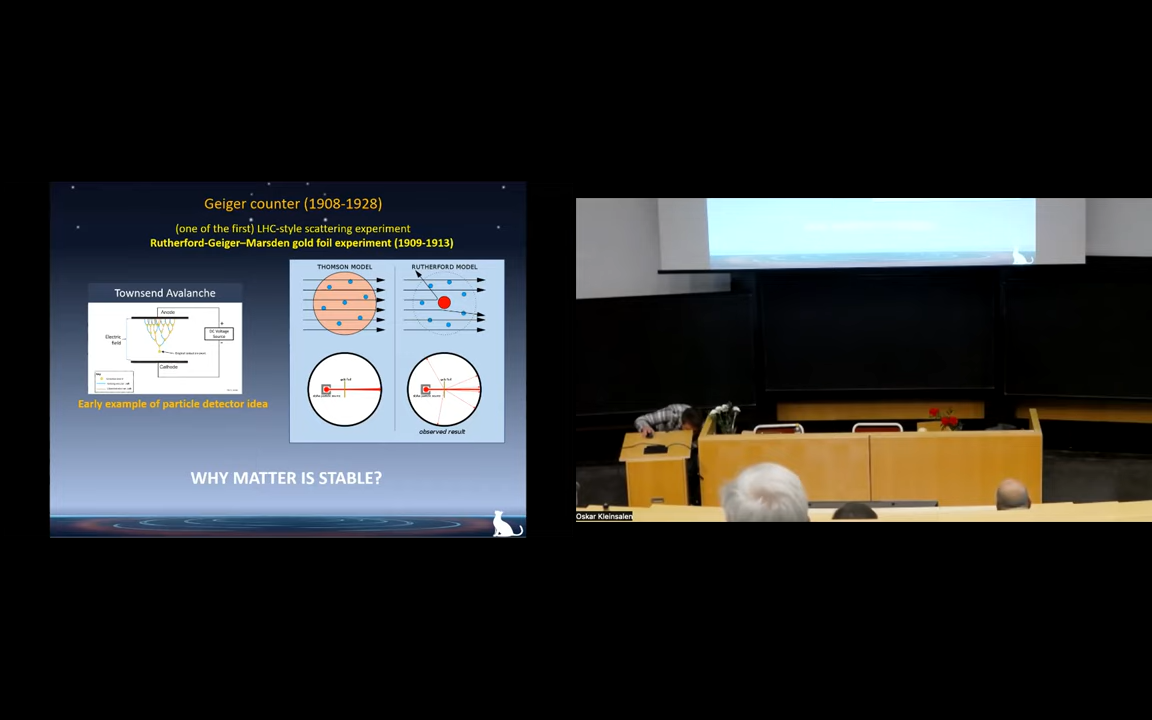 Geiger counter (1908-1928)
(one of the first) LHC-style scattering experiment
Rutherford-Geiger–Marsden gold foil experiment (1909-1913)
Townsend Avalanche
Anode
Electric
field
DC Voltage
Source
Cathode
Early example of particle detector idea
THOMSON MODEL
RUTHERFORD MODEL
observed result
WHY MATTER IS STABLE?
Oskar Kleinsalen